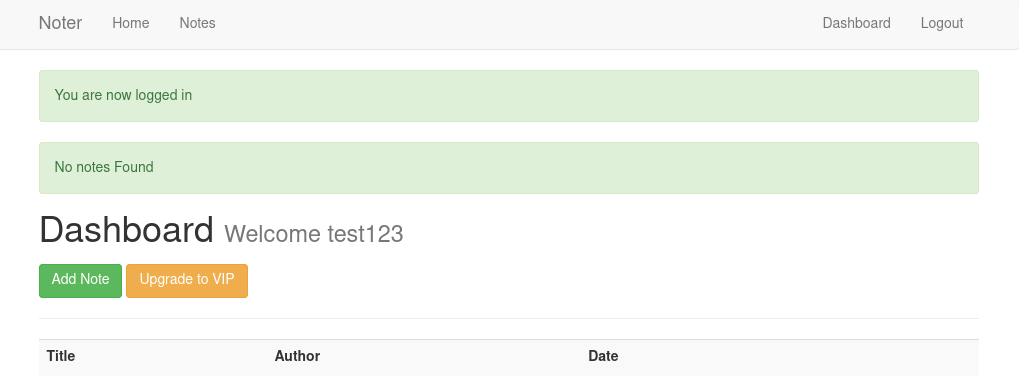 Noter Home Notes Dashboard Logout
You are now logged in
No notes Found
Dashboard Welcome test123
Add Note Upgrade to VIP
Title Author Date